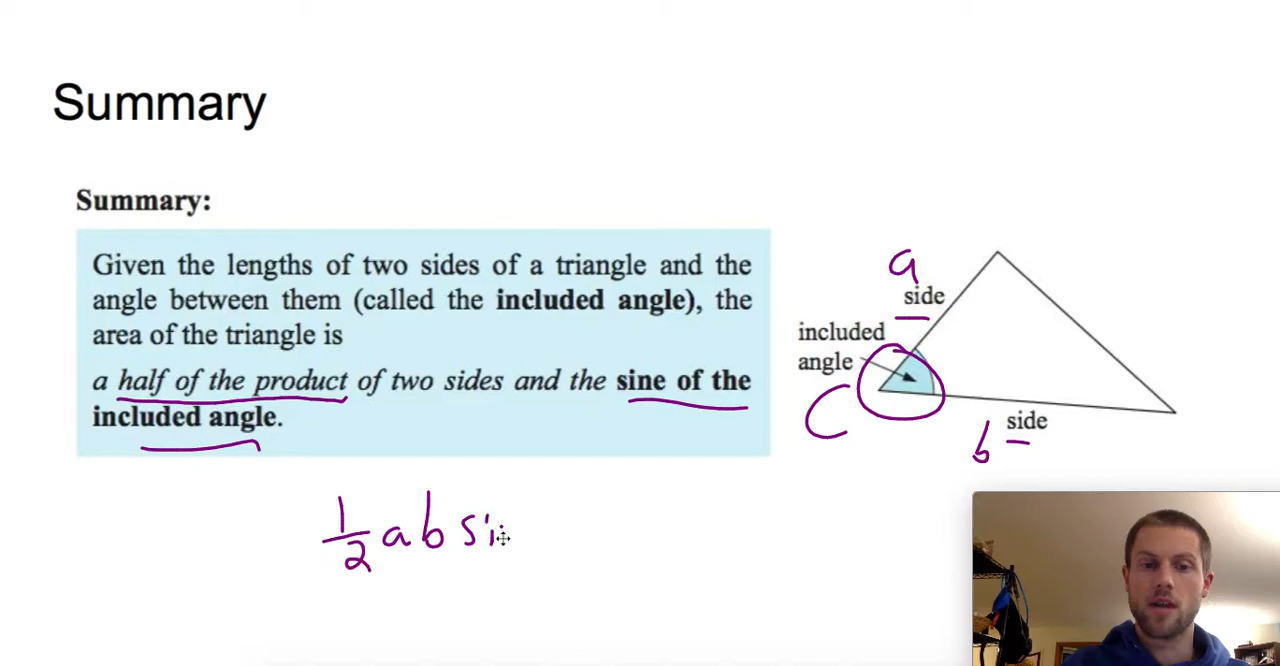 Summary
Summary:
Given the lengths of two sides of a triangle and the
angle between them (called the included angle), the
area of the triangle is
a half of the product of two sides and the sine of the
included angle.
a
side
included
angle
C
b
side
1/2 a b si